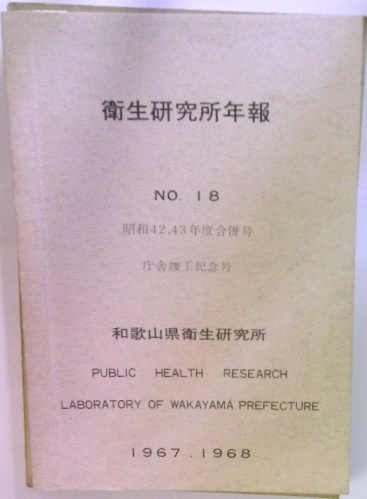 衛生研究所年報
NO. 18
昭和42.43年度合併号
庁舎竣工記念号
和歌山県衛生研究所
PUBLIC HEALTH RESEARCH
LABORATORY OF WAKAYAMA PREFECTURE
1967.1968